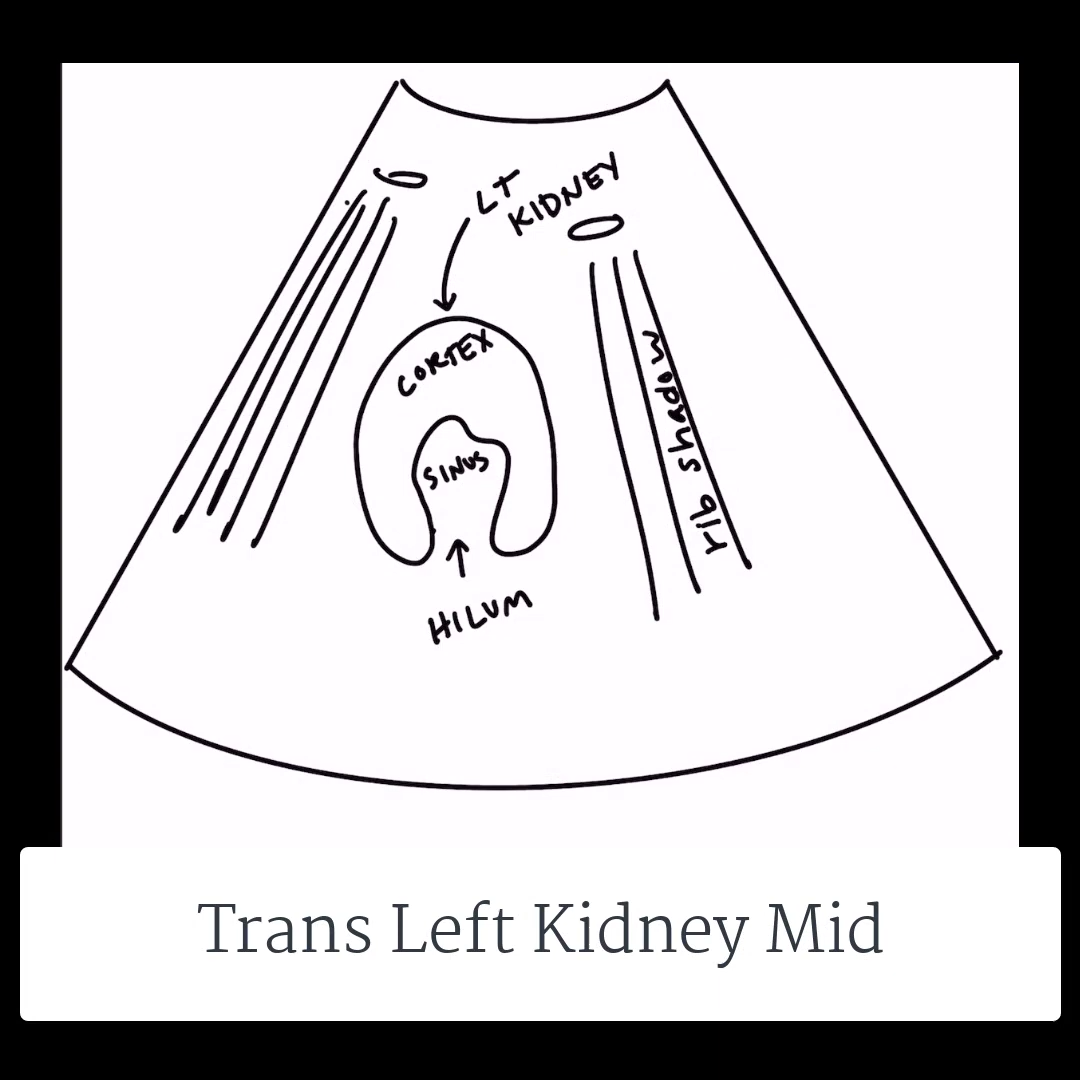 LT
KIDNEY
CORTEX
SINUS
HILUM
rib shadow
Trans Left Kidney Mid